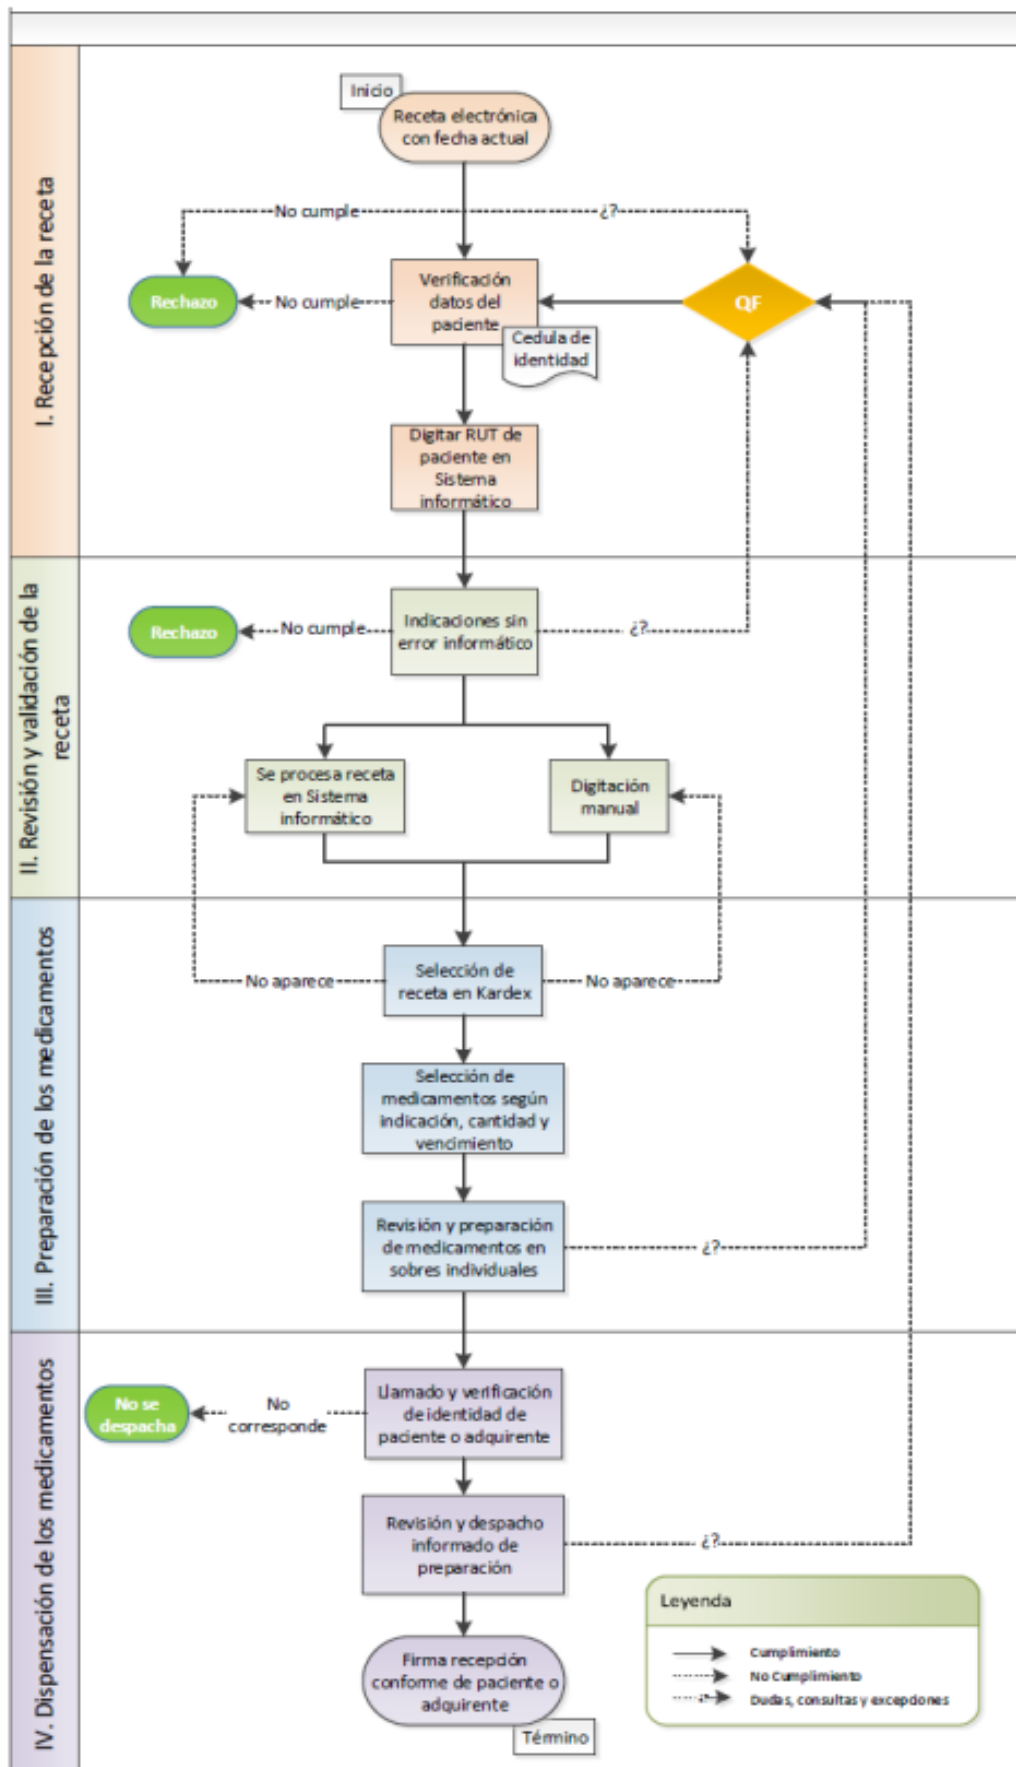 Inicio
Receta electrónica
con fecha actual
I. Recepción de la receta
No cumple
¿?
Rechazo
No cumple
Verificación
datos del
paciente
QF
Cedula de
identidad
Digitar RUT de
paciente en
Sistema
informático
II. Revisión y validación de la
receta
Rechazo
No cumple
Indicaciones sin
error informático
¿?
Se procesa receta
en Sistema
informático
Digitación
manual
III. Preparación de los medicamentos
No aparece
Selección de
receta en Kardex
No aparece
Selección de
medicamentos según
indicación, cantidad y
vencimiento
Revisión y preparación
de medicamentos en
sobres individuales
¿?
IV. Dispensación de los medicamentos
No se
despacha
No
corresponde
Llamado y verificación
de identidad de
paciente o adquirente
Revisión y despacho
informado de
preparación
¿?
Firma recepción
conforme de paciente o
adquirente
Término
Leyenda
Cumplimiento
No Cumplimiento
¿?
Dudas, consultas y excepciones